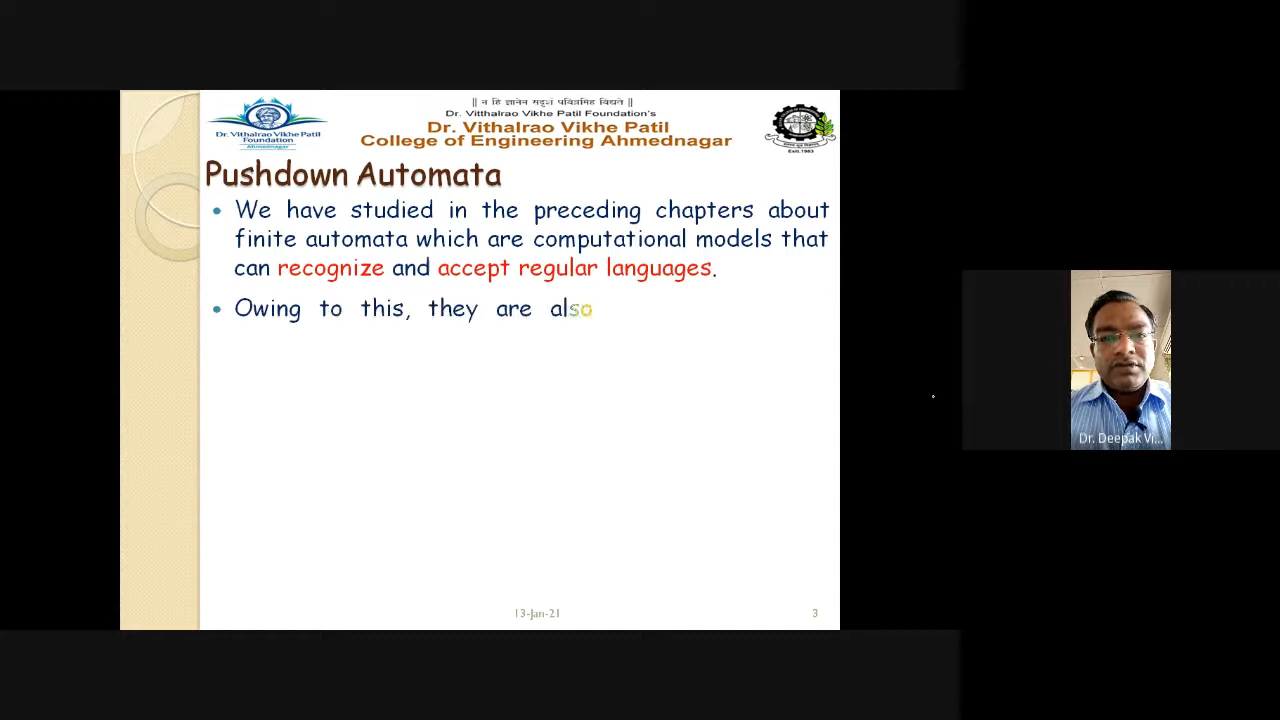 || न हि ज्ञानेन सदृशं पवित्रमिह विद्यते ||
Dr. Vitthalrao Vikhe Patil Foundation's
Dr. Vithalrao Vikhe Patil
College of Engineering Ahmednagar
Dr. Vithalrao Vikhe Patil
Foundation
Ahmednagar
Estt.1983
Pushdown Automata
• We have studied in the preceding chapters about
finite automata which are computational models that
can recognize and accept regular languages.
• Owing to this, they are also
13-Jan-21
3
Dr. Deepak Vi...